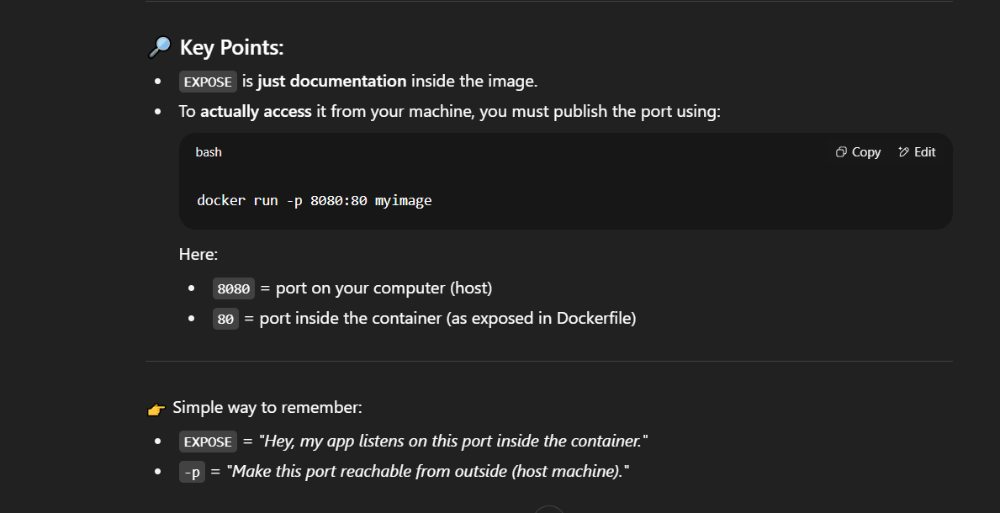 🔎 Key Points:
• EXPOSE is just documentation inside the image.
• To actually access it from your machine, you must publish the port using:
bash Copy Edit
docker run -p 8080:80 myimage
Here:
• 8080 = port on your computer (host)
• 80 = port inside the container (as exposed in Dockerfile)
👉 Simple way to remember:
• EXPOSE = "Hey, my app listens on this port inside the container."
• -p = "Make this port reachable from outside (host machine)."